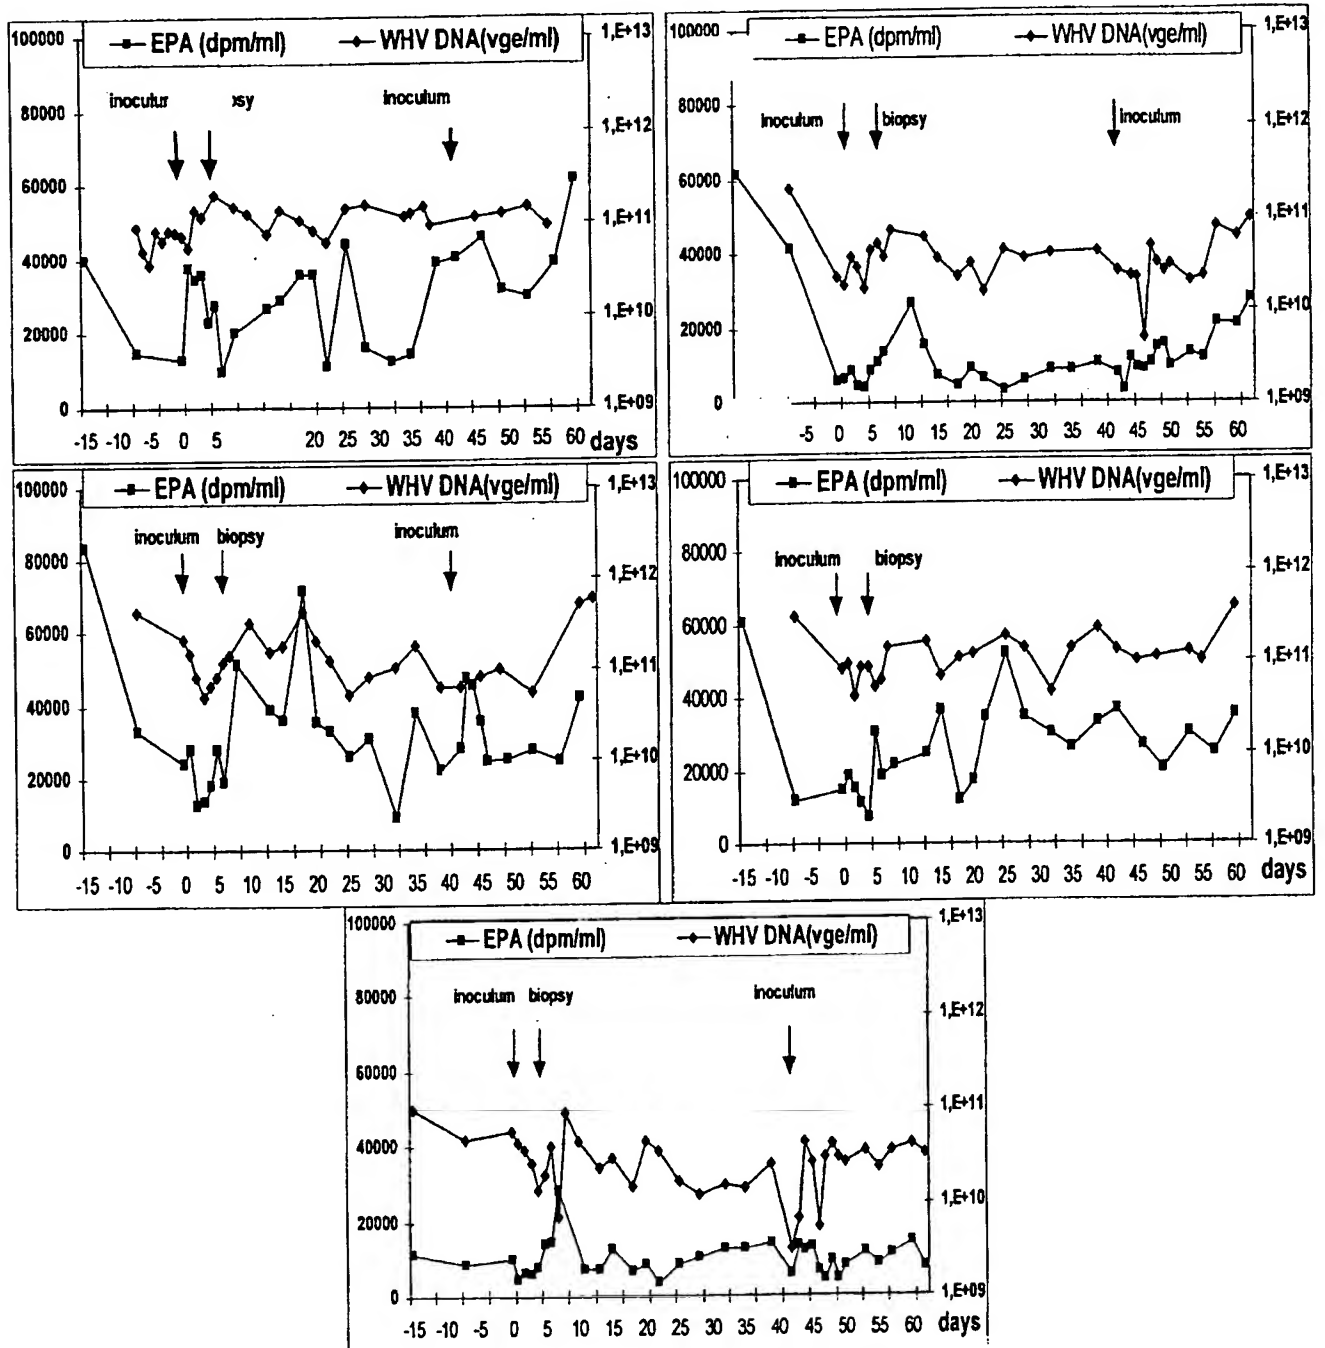 100000 EPA (dpm/ml) WHV DNA(vge/ml) 1,E+13
80000
inoculur ›sy inoculum
1,E+12
60000
1,E+11
40000
20000
1,E+10
0
1,E+09
-15 -10 -5 0 5 20 25 30 35 40 45 50 55 60 days
100000 EPA (dpm/ml) WHV DNA(vge/ml) 1,E+13
80000
inoculum biopsy inoculum
1,E+12
60000
1,E+11
40000
20000
1,E+10
0
1,E+09
-5 0 5 10 15 20 25 30 35 40 45 50 55 60
100000 EPA (dpm/ml) WHV DNA(vge/ml) 1,E+13
80000
inoculum biopsy inoculum
1,E+12
60000
1,E+11
40000
20000
1,E+10
0
1,E+09
-15 -10 -5 0 5 10 15 20 25 30 35 40 45 50 55 60
100000 EPA (dpm/ml) WHV DNA(vge/ml) 1,E+13
80000
inoculum biopsy
1,E+12
60000
1,E+11
40000
20000
1,E+10
0
1,E+09
-15 -10 -5 0 5 10 15 20 25 30 35 40 45 50 55 60 days
100000 EPA (dpm/ml) WHV DNA(vge/ml) 1,E+13
80000
inoculum biopsy inoculum
1,E+12
60000
1,E+11
40000
20000
1,E+10
0
1,E+09
-15 -10 -5 0 5 10 15 20 25 30 35 40 45 50 55 60 days